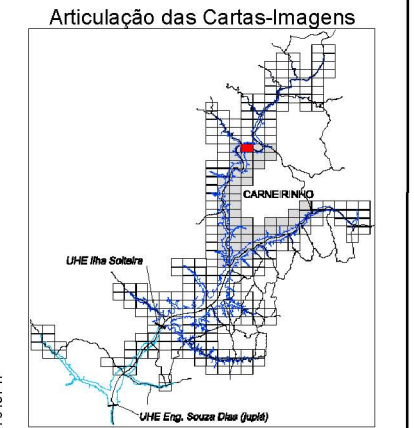 Articulação das Cartas-Imagens
CARNEIRINHO
UHE Ilha Solteira
UHE Eng. Souza Dias (jupiá)